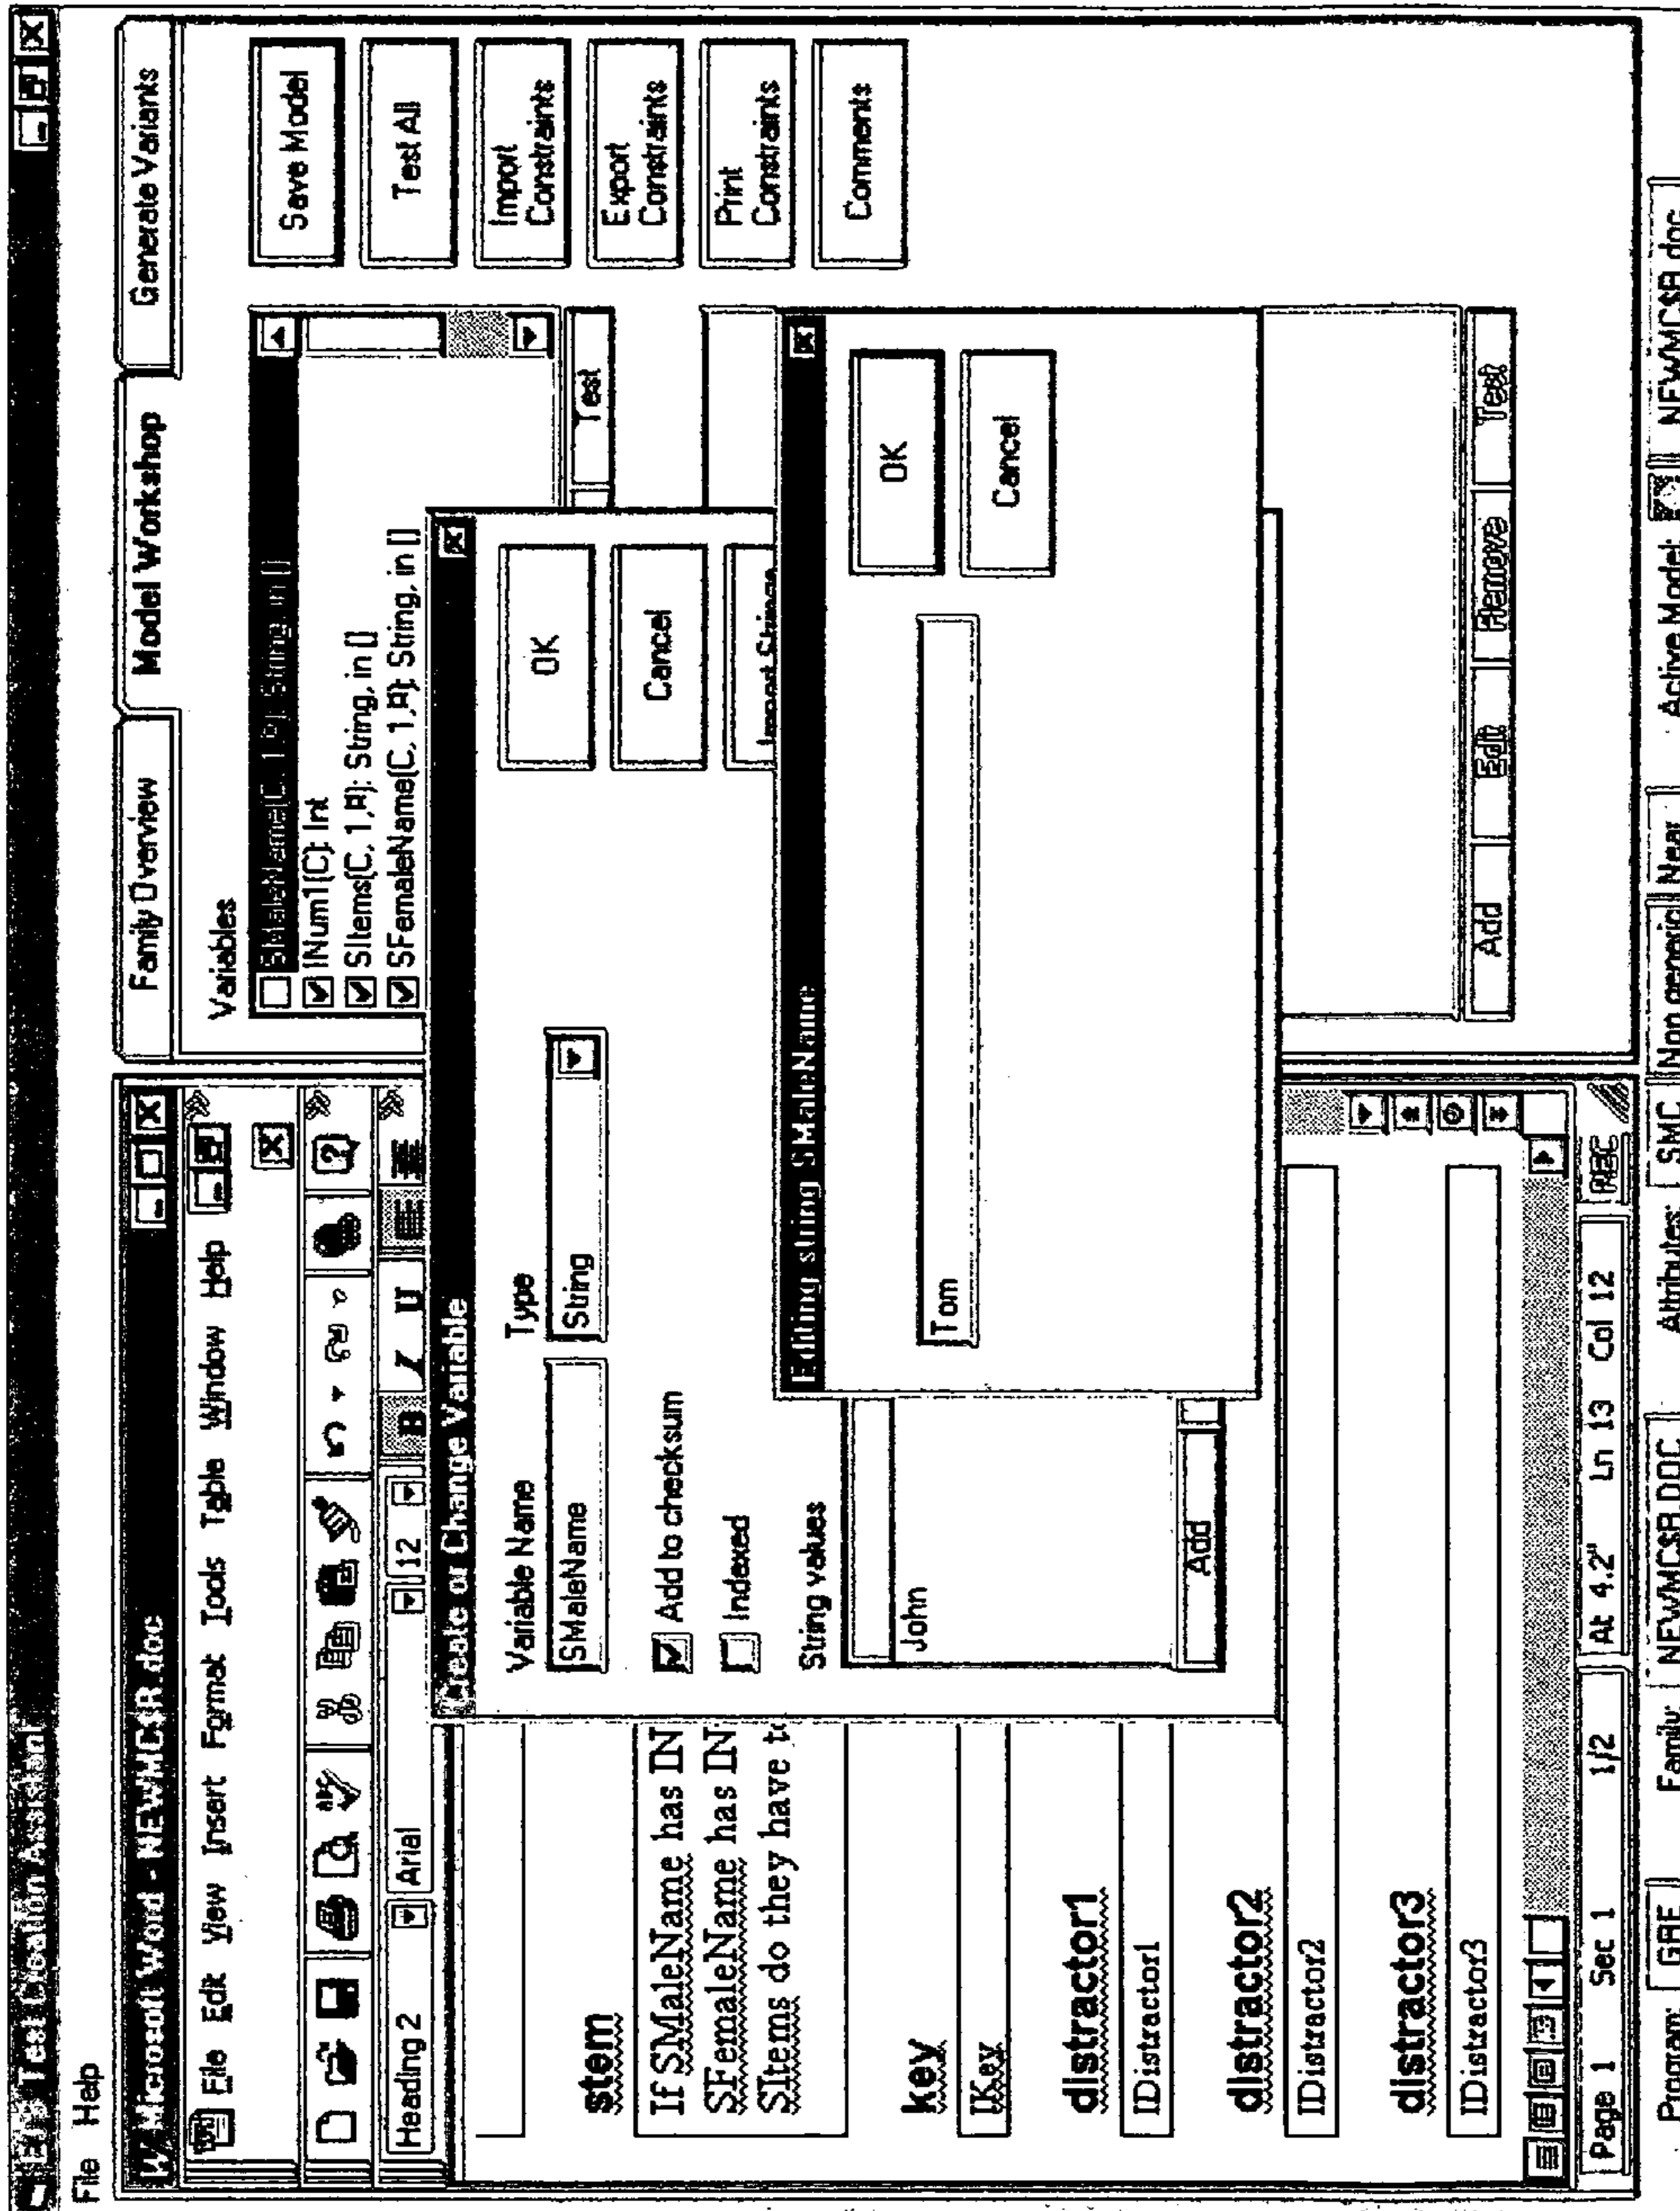 Test Creation Assistant
File Help
Microsoft Word - NEWMC$R.doc
File Edit View Insert Format Tools Table Window Help
Heading 2 Arial 12 B I U
stem
If SMaleName has IN
SFemaleName has IN
SItems do they have to
key
IKey
distractor1
IDistractor1
distractor2
IDistractor2
distractor3
IDistractor3
Page 1 Sec 1 1/2 At 4.2" Ln 13 Col 12 REC
Family Overview Model Workshop Generate Variants
Variables
SMaleName(C, 1,R): String, in []
INum1(C): Int
SItems(C, 1,R): String, in []
SFemaleName(C, 1,R): String, in []
Test
Save Model
Test All
Import Constraints
Export Constraints
Print Constraints
Comments
Create or Change Variable
Variable Name Type
SMaleName String
Add to checksum
Indexed
String values
John
Add
OK
Cancel
Import Strings
Editing string SMaleName
Tom
OK
Cancel
Add Edit Remove Test
Program: GRE Family: NEWMC$R.DOC Attributes: SMC Non generic Near Active Model: NEWMC$R.doc